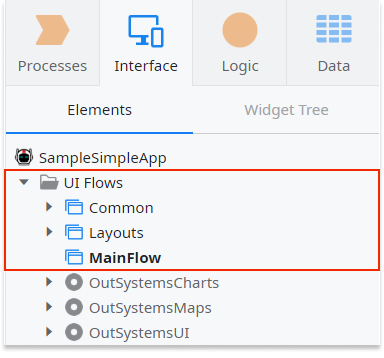 Processes
Interface
Logic
Data
Elements
Widget Tree
SampleSimpleApp
UI Flows
Common
Layouts
MainFlow
OutSystemsCharts
OutSystemsMaps
OutSystemsUI